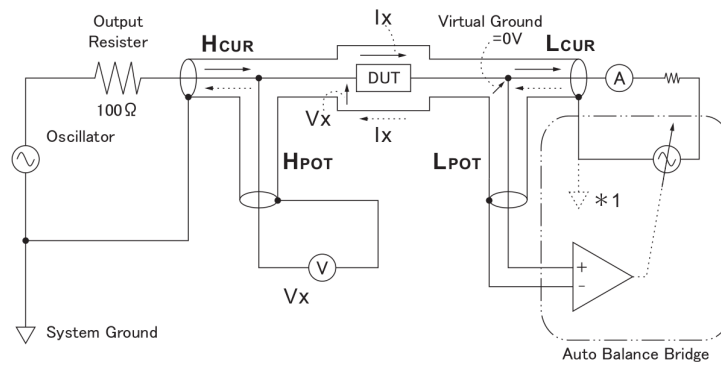 Output
Resister
100Ω
HCUR
Ix
Virtual Ground
=0V
LCUR
DUT
A
Vx
Ix
Oscillator
HPOT
LPOT
*1
V
Vx
+
-
System Ground
Auto Balance Bridge